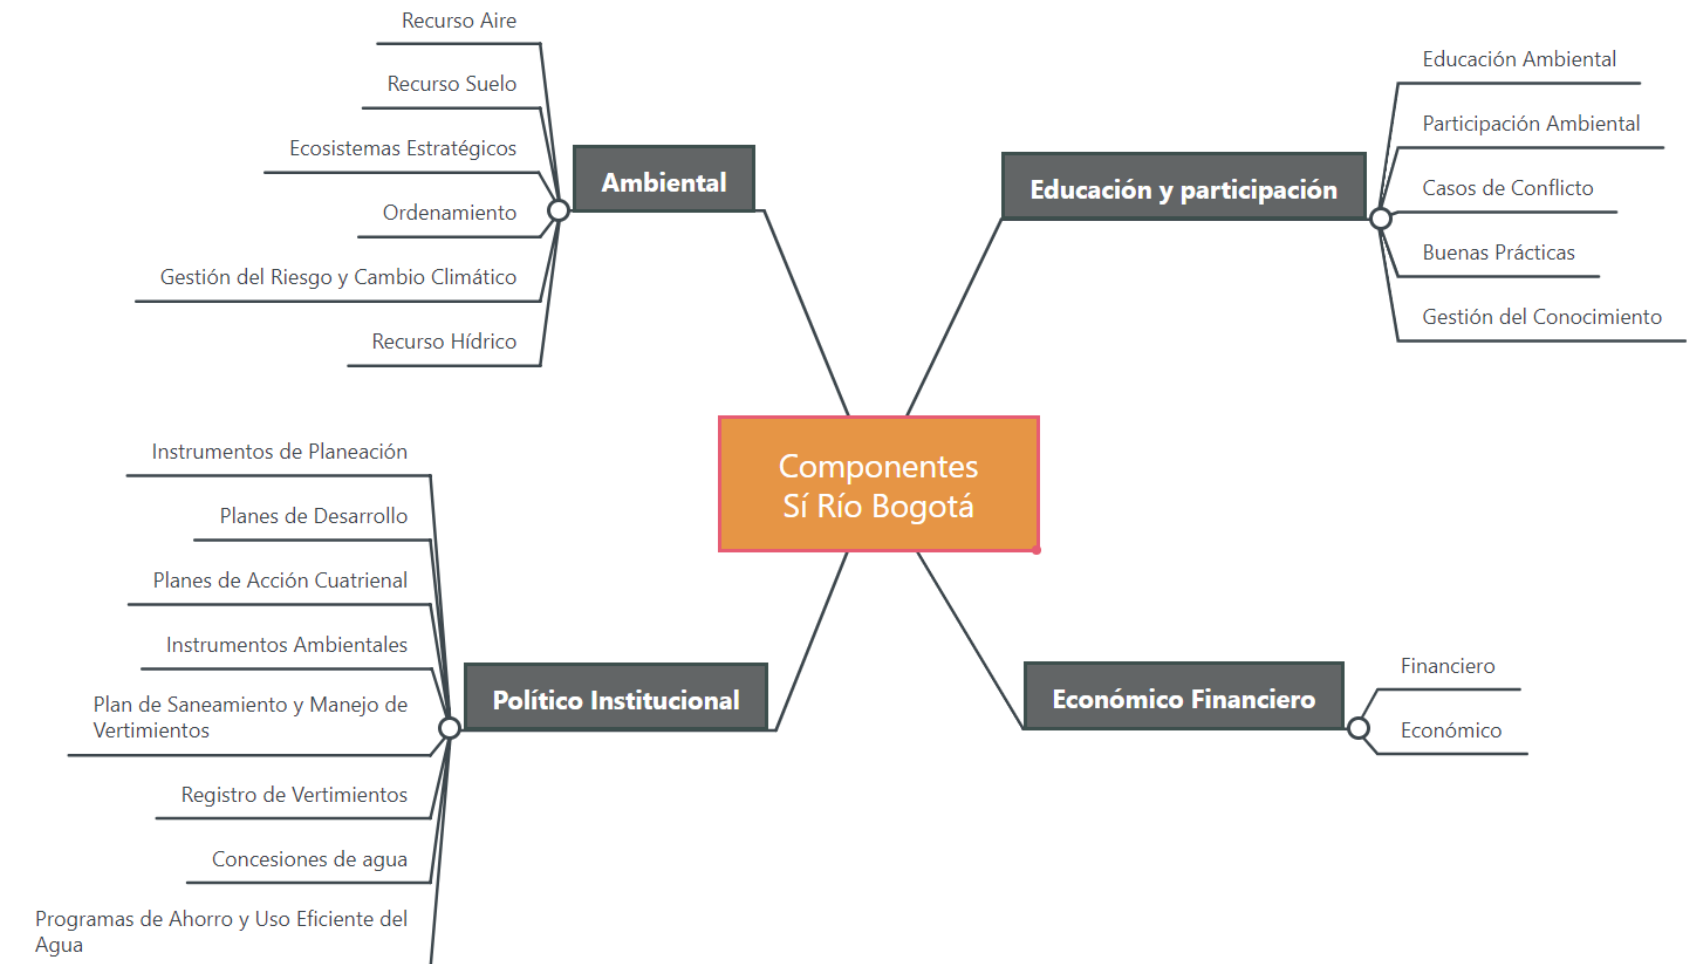 Recurso Aire
Recurso Suelo
Ecosistemas Estratégicos
Ordenamiento
Gestión del Riesgo y Cambio Climático
Recurso Hídrico
Ambiental
Educación y participación
Educación Ambiental
Participación Ambiental
Casos de Conflicto
Buenas Prácticas
Gestión del Conocimiento
Componentes
Sí Río Bogotá
Instrumentos de Planeación
Planes de Desarrollo
Planes de Acción Cuatrienal
Instrumentos Ambientales
Plan de Saneamiento y Manejo de
Vertimientos
Registro de Vertimientos
Concesiones de agua
Programas de Ahorro y Uso Eficiente del
Agua
Político Institucional
Económico Financiero
Financiero
Económico